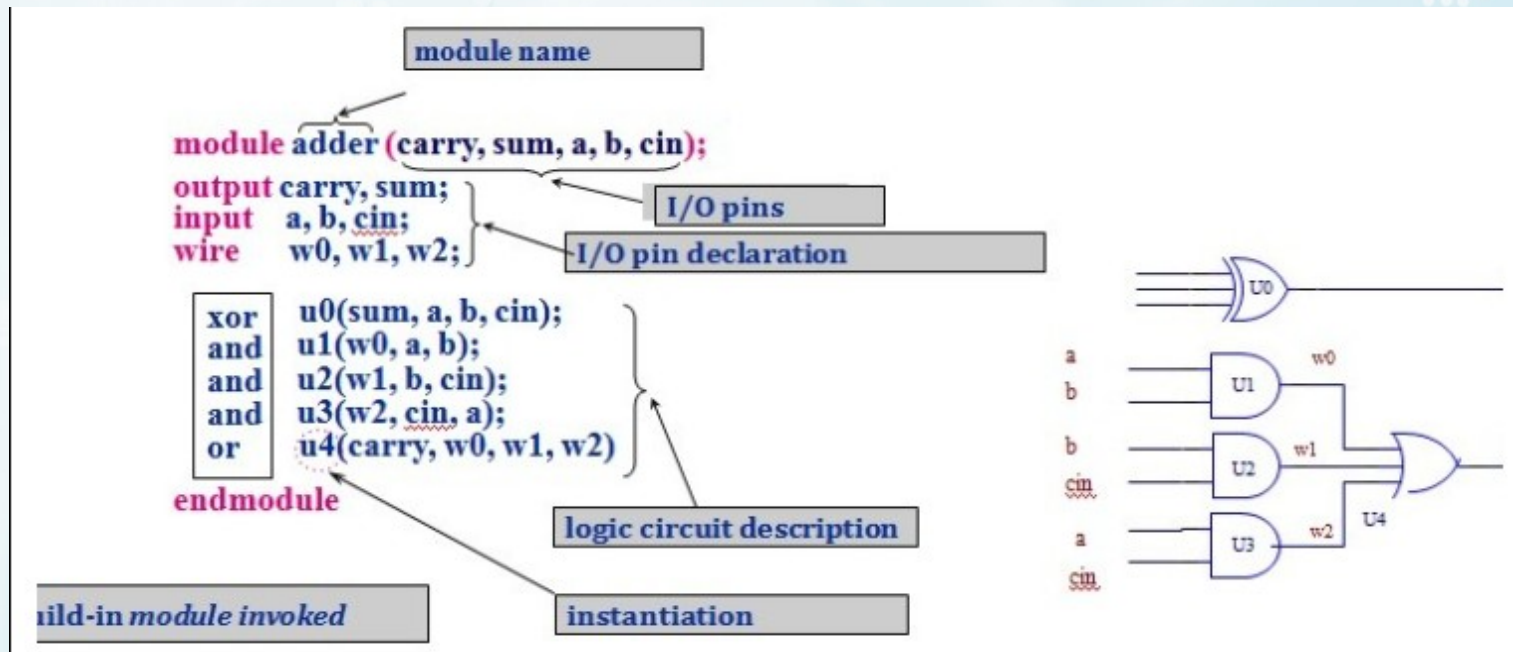 module name
module adder (carry, sum, a, b, cin);
output carry, sum;
input a, b, cin;
wire w0, w1, w2;
I/O pins
I/O pin declaration
xor u0(sum, a, b, cin);
and u1(w0, a, b);
and u2(w1, b, cin);
and u3(w2, cin, a);
or u4(carry, w0, w1, w2)
endmodule
logic circuit description
instantiation
uild-in module invoked
U0
a
b
U1
w0
b
cin
U2
w1
a
cin
U3
w2
U4